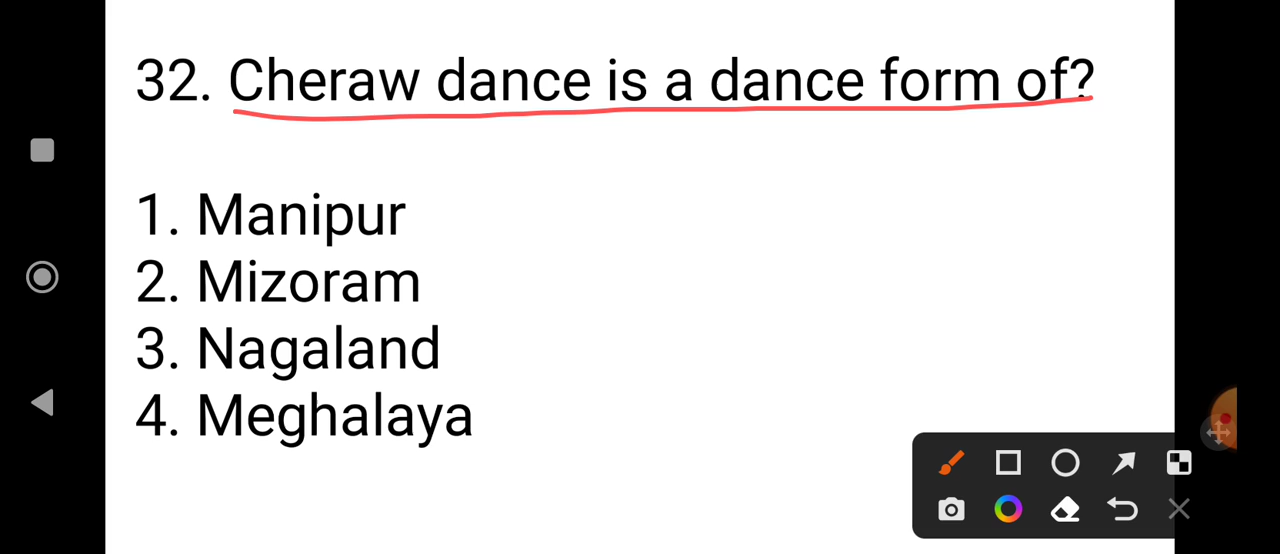 32. Cheraw dance is a dance form of?
1. Manipur
2. Mizoram
3. Nagaland
4. Meghalaya